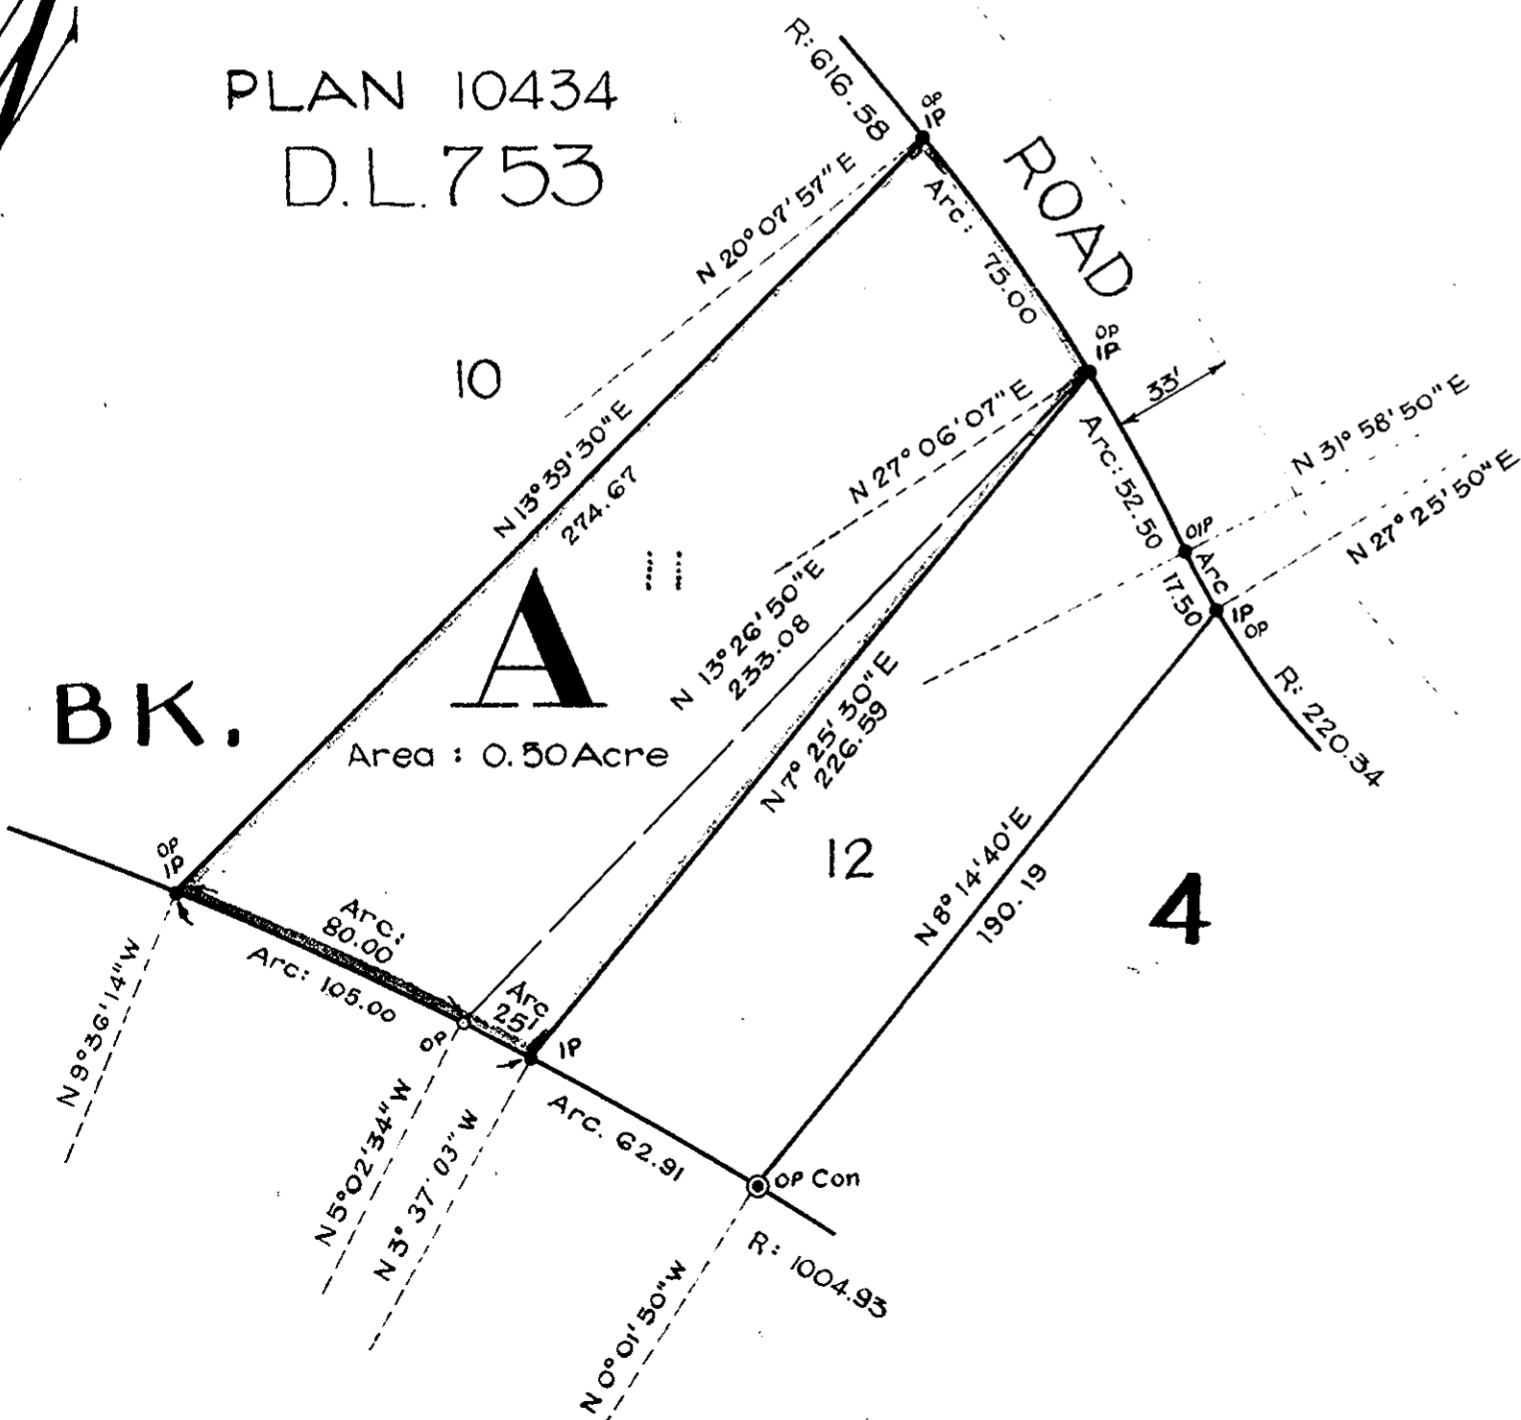 PLAN 10434
D.L. 753
R: 616.58
OP
IP
ROAD
N 20° 07' 57" E
Arc: 75.00
10
OP
IP
33'
N 13° 39' 30" E
274.67
N 27° 06' 07" E
Arc: 52.50
N 31° 58' 50" E
N 27° 25' 50" E
OIP
Arc
17.50
IP
OP
11
A
Area : 0.50 Acre
BK.
N 13° 26' 50" E
233.08
N 7° 25' 30" E
226.59
R: 220.34
12
N 8° 14' 40' E
190.19
4
OP
IP
Arc:
80.00
Arc: 105.00
Arc
25'
OP
IP
N 9° 36' 14" W
Arc. 62.91
N 5° 02' 34" W
N 3° 37' 03" W
OP Con
R: 1004.93
N 0° 01' 50" W